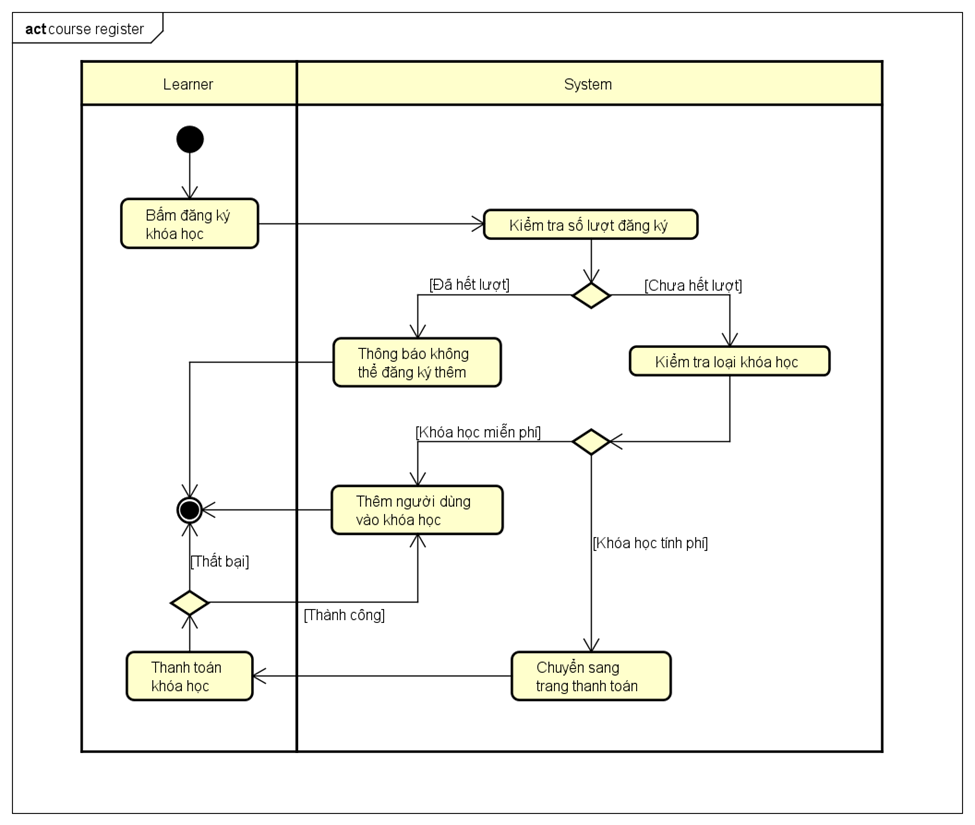 act course register
Learner
System
Bấm đăng ký
khóa học
Kiểm tra số lượt đăng ký
[Đã hết lượt]
[Chưa hết lượt]
Thông báo không
thể đăng ký thêm
Kiểm tra loại khóa học
[Khóa học miễn phí]
Thêm người dùng
vào khóa học
[Khóa học tính phí]
[Thất bại]
[Thành công]
Thanh toán
khóa học
Chuyển sang
trang thanh toán